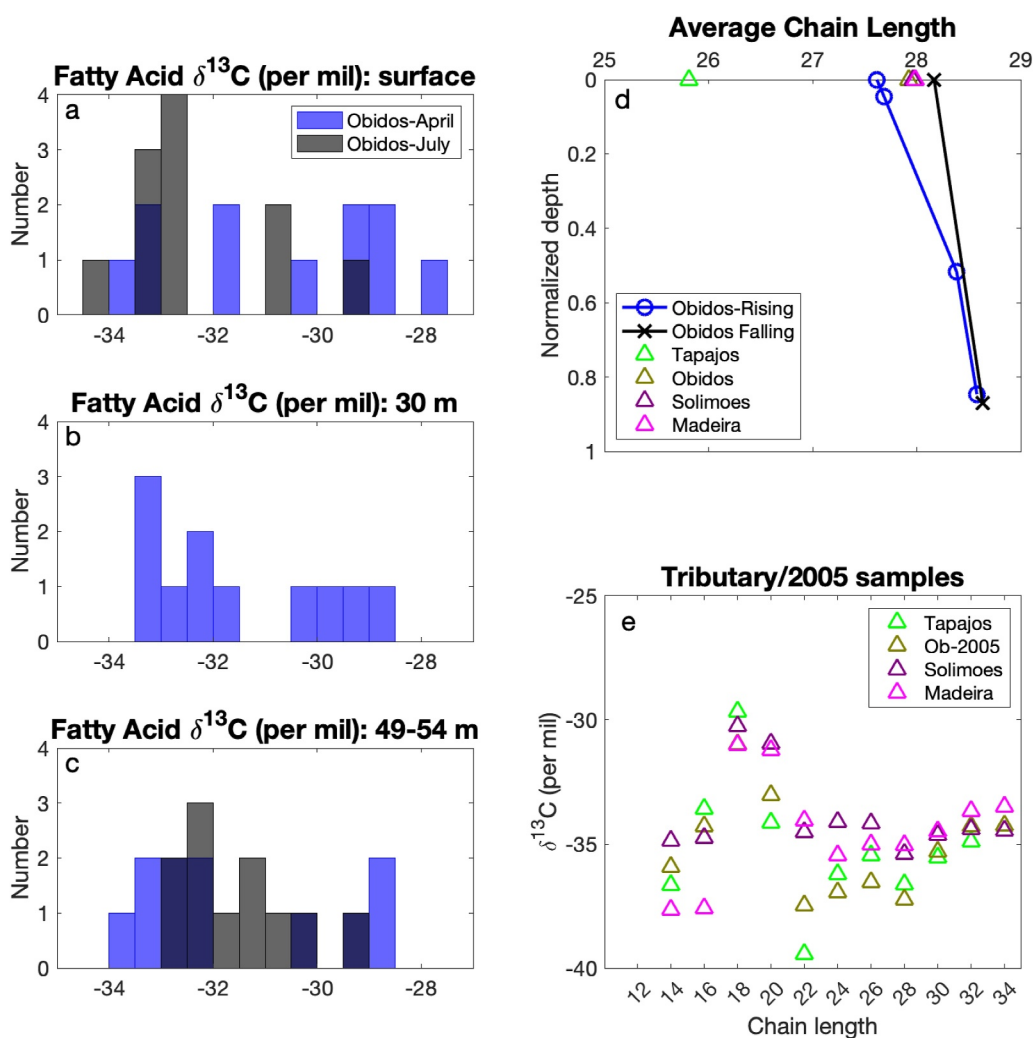 Fatty Acid δ¹³C (per mil): surface
a
Obidos-April
Obidos-July
4
3
2
1
0
Number
-34 -32 -30 -28
Fatty Acid δ¹³C (per mil): 30 m
b
4
3
2
1
0
Number
-34 -32 -30 -28
Fatty Acid δ¹³C (per mil): 49-54 m
c
4
3
2
1
0
Number
-34 -32 -30 -28
Average Chain Length
25 26 27 28 29
d
0
0.2
0.4
0.6
0.8
1
Normalized depth
Obidos-Rising
Obidos Falling
Tapajos
Obidos
Solimoes
Madeira
Tributary/2005 samples
e
-25
-30
-35
-40
δ¹³C (per mil)
Tapajos
Ob-2005
Solimoes
Madeira
12 14 16 18 20 22 24 26 28 30 32 34
Chain length